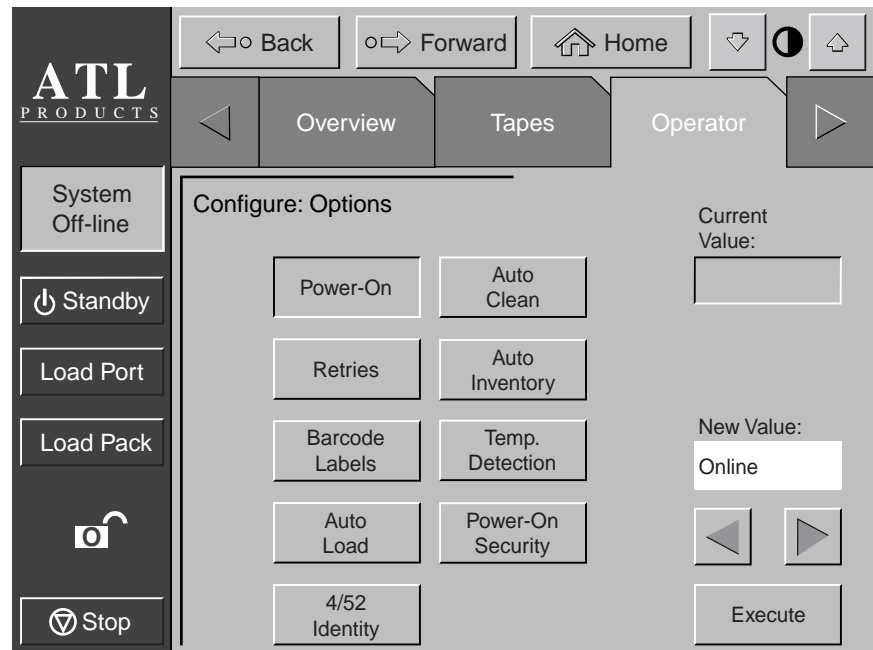 ATL
PRODUCTS
Back
Forward
Home
Overview
Tapes
Operator
System
Off-line
Standby
Load Port
Load Pack
O
Stop
Configure: Options
Power-On
Auto
Clean
Retries
Auto
Inventory
Barcode
Labels
Temp.
Detection
Auto
Load
Power-On
Security
4/52
Identity
Current
Value:
New Value:
Online
Execute